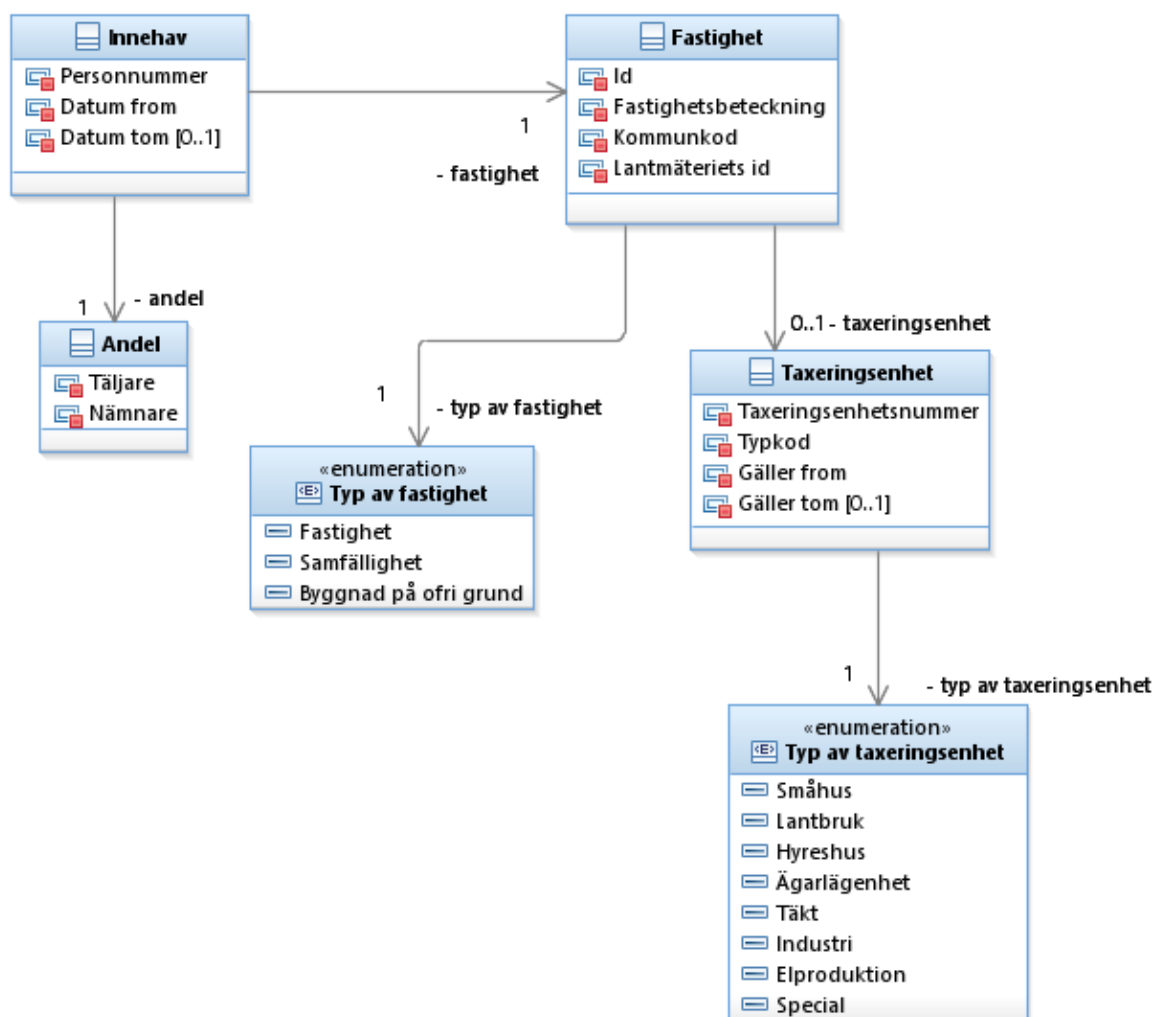 Innehav
Personnummer
Datum from
Datum tom [0..1]
Fastighet
Id
Fastighetsbeteckning
Kommunkod
Lantmäteriets id
1
- fastighet
1
- andel
Andel
Täljare
Nämnare
1
- typ av fastighet
0..1 - taxeringsenhet
«enumeration»
<E> Typ av fastighet
Fastighet
Samfällighet
Byggnad på ofri grund
Taxeringsenhet
Taxeringsenhetsnummer
Typkod
Gäller from
Gäller tom [0..1]
1
- typ av taxeringsenhet
«enumeration»
<E> Typ av taxeringsenhet
Småhus
Lantbruk
Hyreshus
Ägarlägenhet
Täkt
Industri
Elproduktion
Special